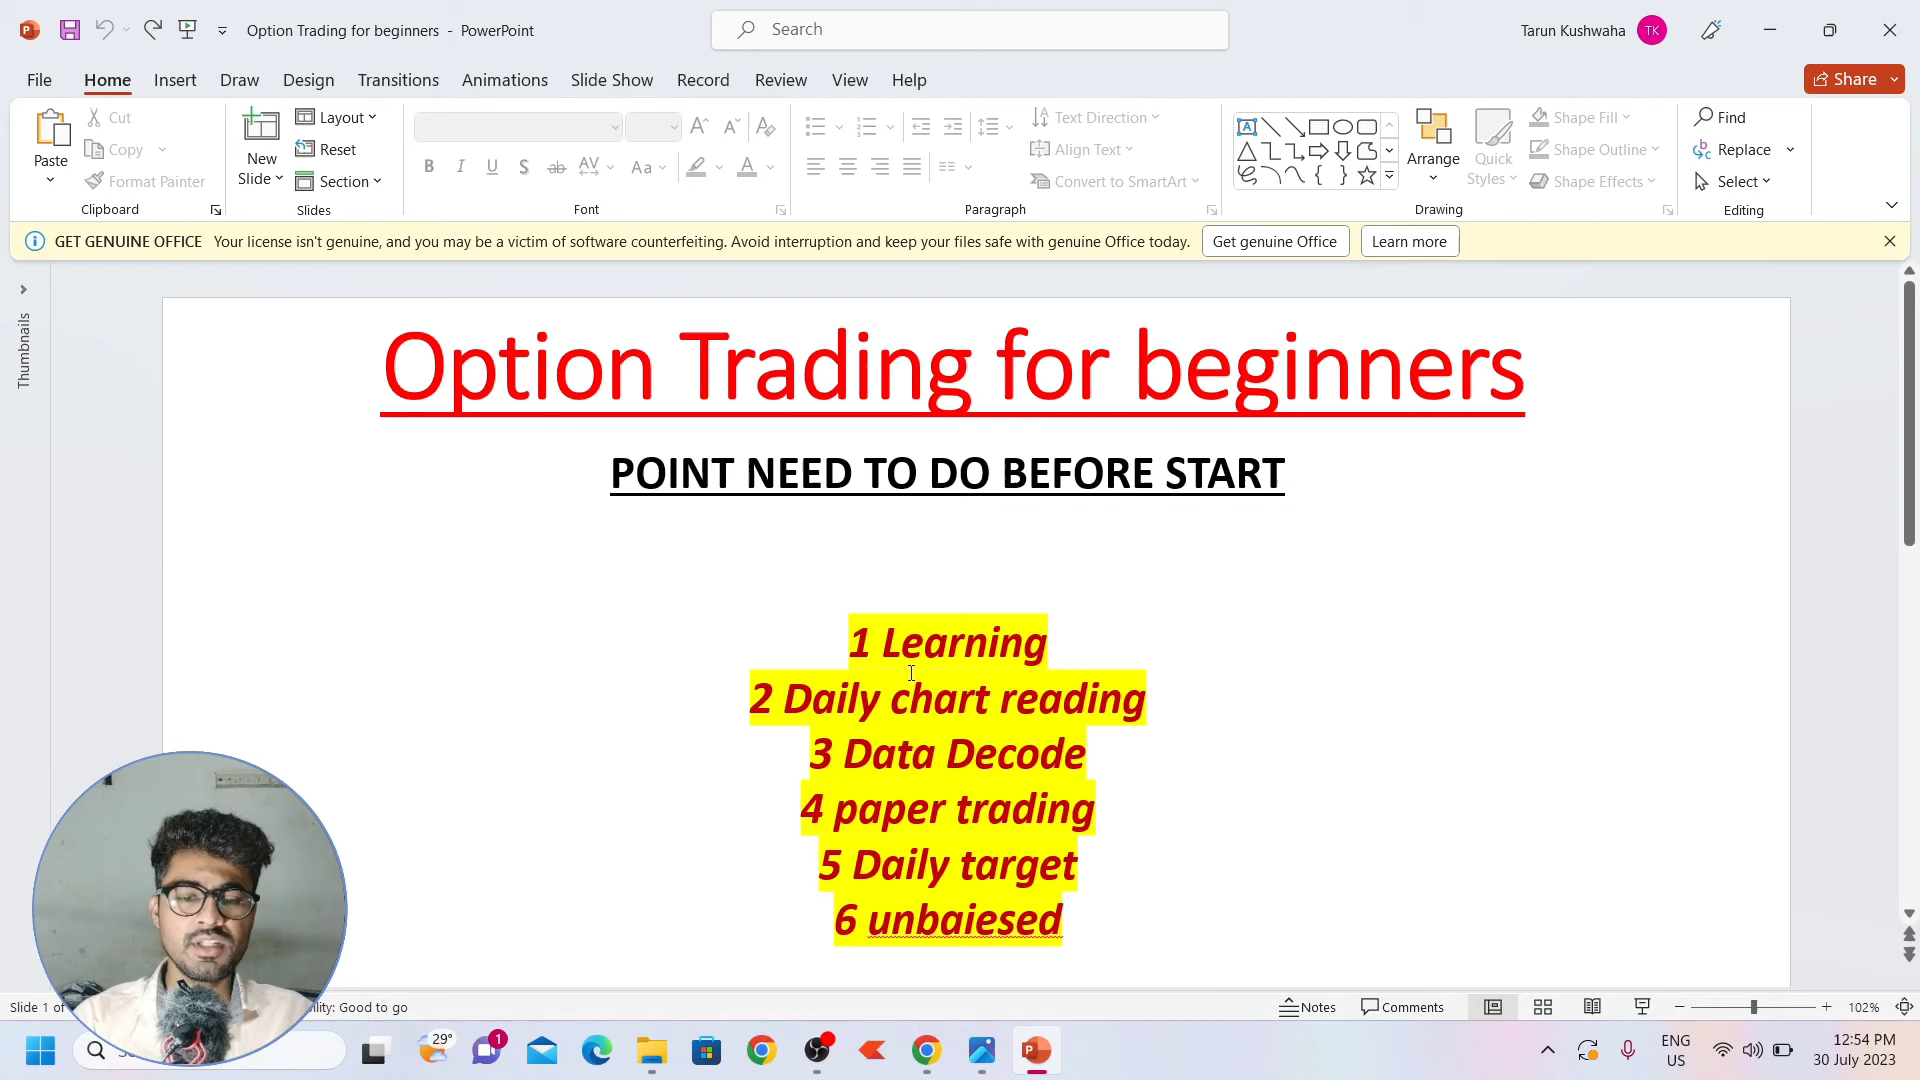 Option Trading for beginners - PowerPoint
Search
Tarun Kushwaha
TK
File
Home
Insert
Draw
Design
Transitions
Animations
Slide Show
Record
Review
View
Help
Share
Paste
Cut
Copy
Format Painter
Clipboard
New
Slide
Layout
Reset
Section
Slides
Font
Paragraph
Text Direction
Align Text
Convert to SmartArt
Arrange
Quick
Styles
Drawing
Shape Fill
Shape Outline
Shape Effects
Find
Replace
Select
Editing
GET GENUINE OFFICE Your license isn't genuine, and you may be a victim of software counterfeiting. Avoid interruption and keep your files safe with genuine Office today.
Get genuine Office
Learn more
Thumbnails
Option Trading for beginners
POINT NEED TO DO BEFORE START
1 Learning
2 Daily chart reading
3 Data Decode
4 paper trading
5 Daily target
6 unbaiesed
Slide 1 of
Good to go
Notes
Comments
102%
29°
1
ENG
US
12:54 PM
30 July 2023